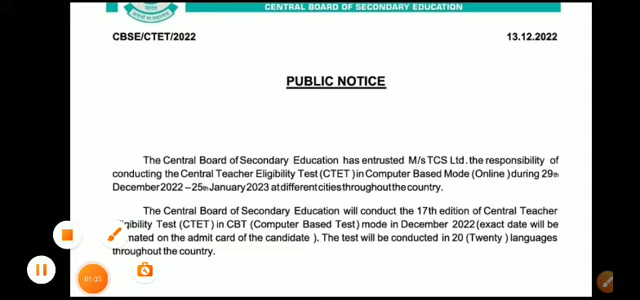 CENTRAL BOARD OF SECONDARY EDUCATION
CBSE/CTET/2022
13.12.2022
PUBLIC NOTICE
The Central Board of Secondary Education has entrusted M/s TCS Ltd. the responsibility of
conducting the Central Teacher Eligibility Test (CTET) in Computer Based Mode (Online) during 29th
December 2022 – 25th January 2023 at different cities throughout the country.
The Central Board of Secondary Education will conduct the 17th edition of Central Teacher
ligibility Test (CTET) in CBT (Computer Based Test) mode in December 2022 (exact date will be
mated on the admit card of the candidate ). The test will be conducted in 20 (Twenty) languages
throughout the country.